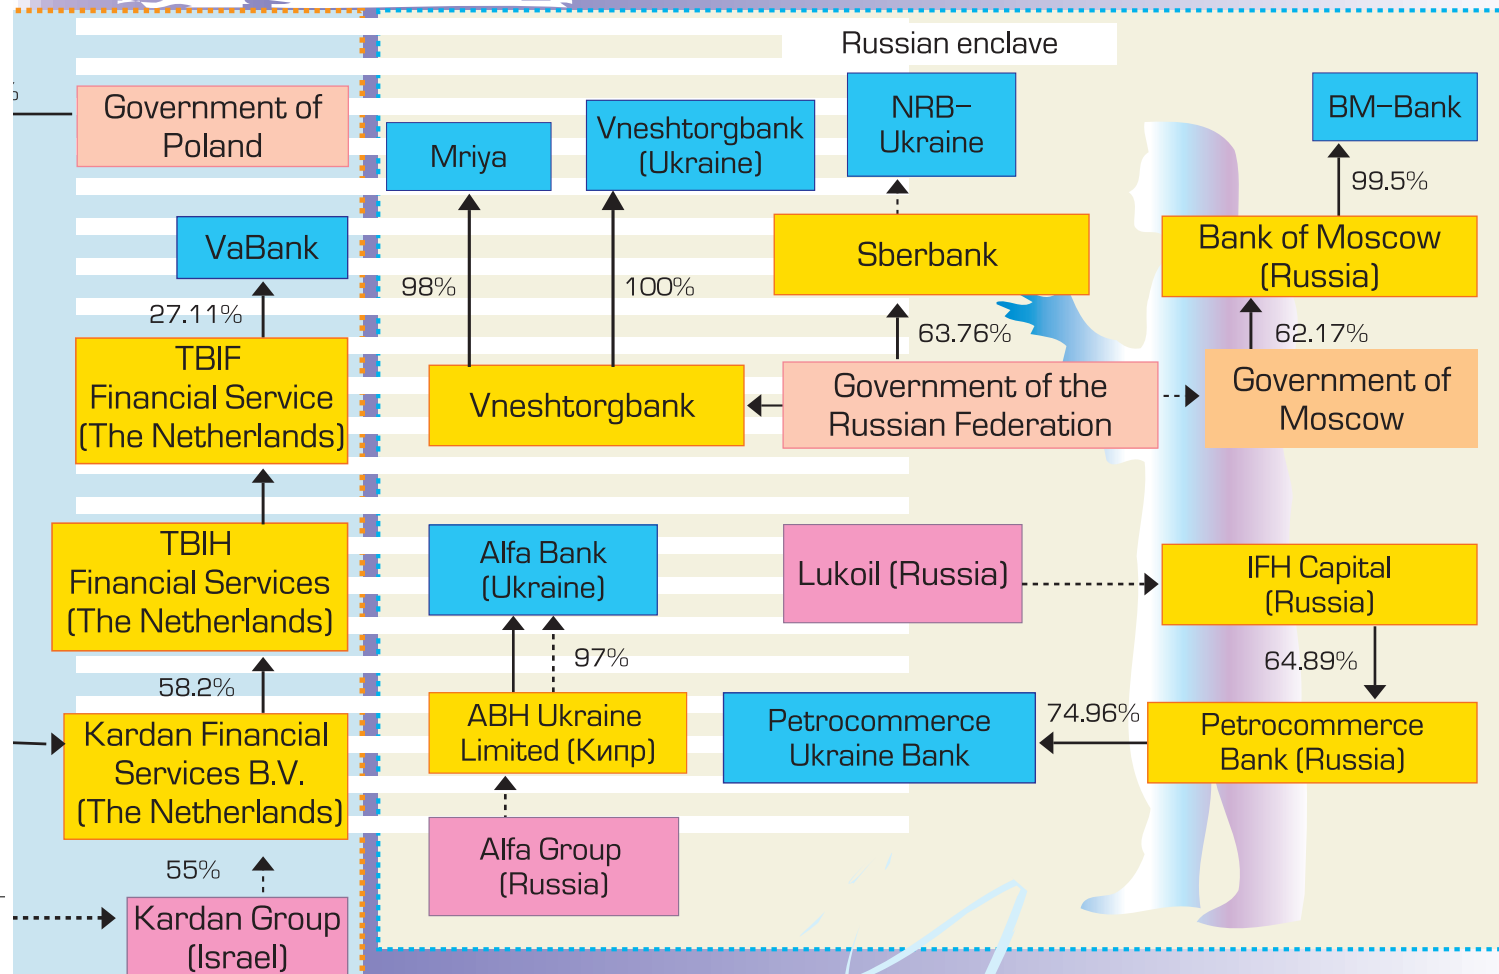 Russian enclave
%
Government of
Poland
Mriya
Vneshtorgbank
(Ukraine)
NRB-
Ukraine
BM-Bank
99.5%
VaBank
Sberbank
Bank of Moscow
(Russia)
27.11%
98%
100%
63.76%
62.17%
TBIF
Financial Service
(The Netherlands)
Vneshtorgbank
Government of the
Russian Federation
Government of
Moscow
TBIH
Financial Services
(The Netherlands)
Alfa Bank
(Ukraine)
Lukoil (Russia)
IFH Capital
(Russia)
58.2%
97%
64.89%
Kardan Financial
Services B.V.
(The Netherlands)
ABH Ukraine
Limited (Кипр)
Petrocommerce
Ukraine Bank
74.96%
Petrocommerce
Bank (Russia)
55%
Alfa Group
(Russia)
Kardan Group
(Israel)